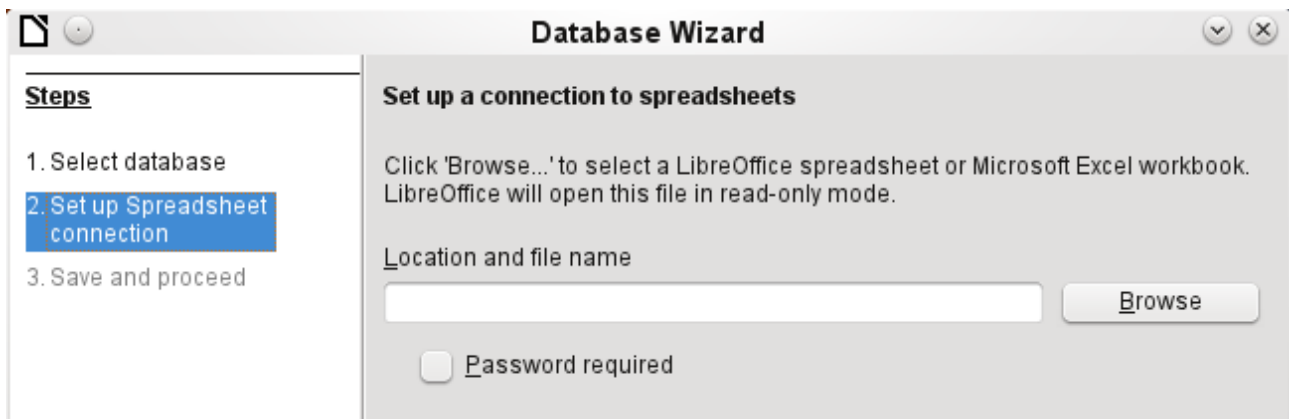 Database Wizard
Steps
1. Select database
2. Set up Spreadsheet
connection
3. Save and proceed
Set up a connection to spreadsheets
Click 'Browse...' to select a LibreOffice spreadsheet or Microsoft Excel workbook.
LibreOffice will open this file in read-only mode.
Location and file name
Browse
Password required